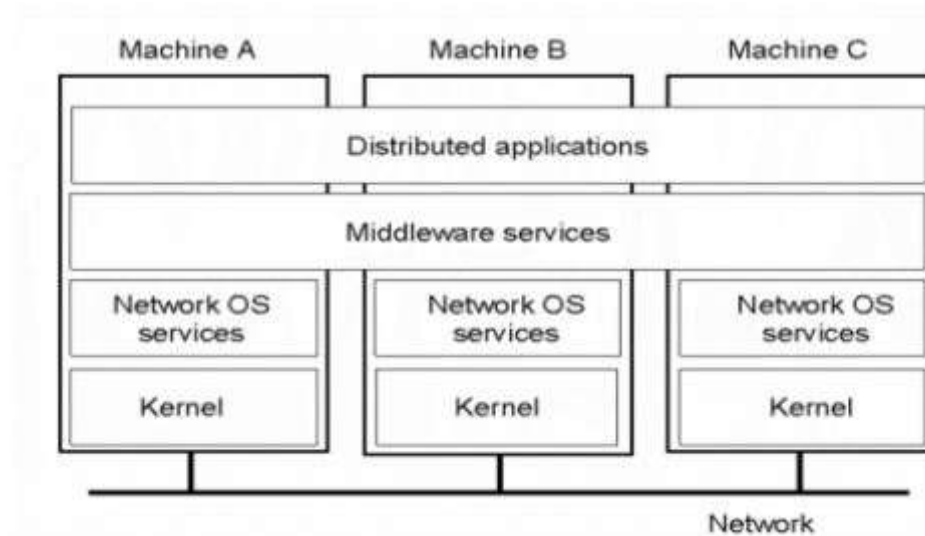 Machine A
Machine B
Machine C
Distributed applications
Middleware services
Network OS
services
Network OS
services
Network OS
services
Kernel
Kernel
Kernel
Network